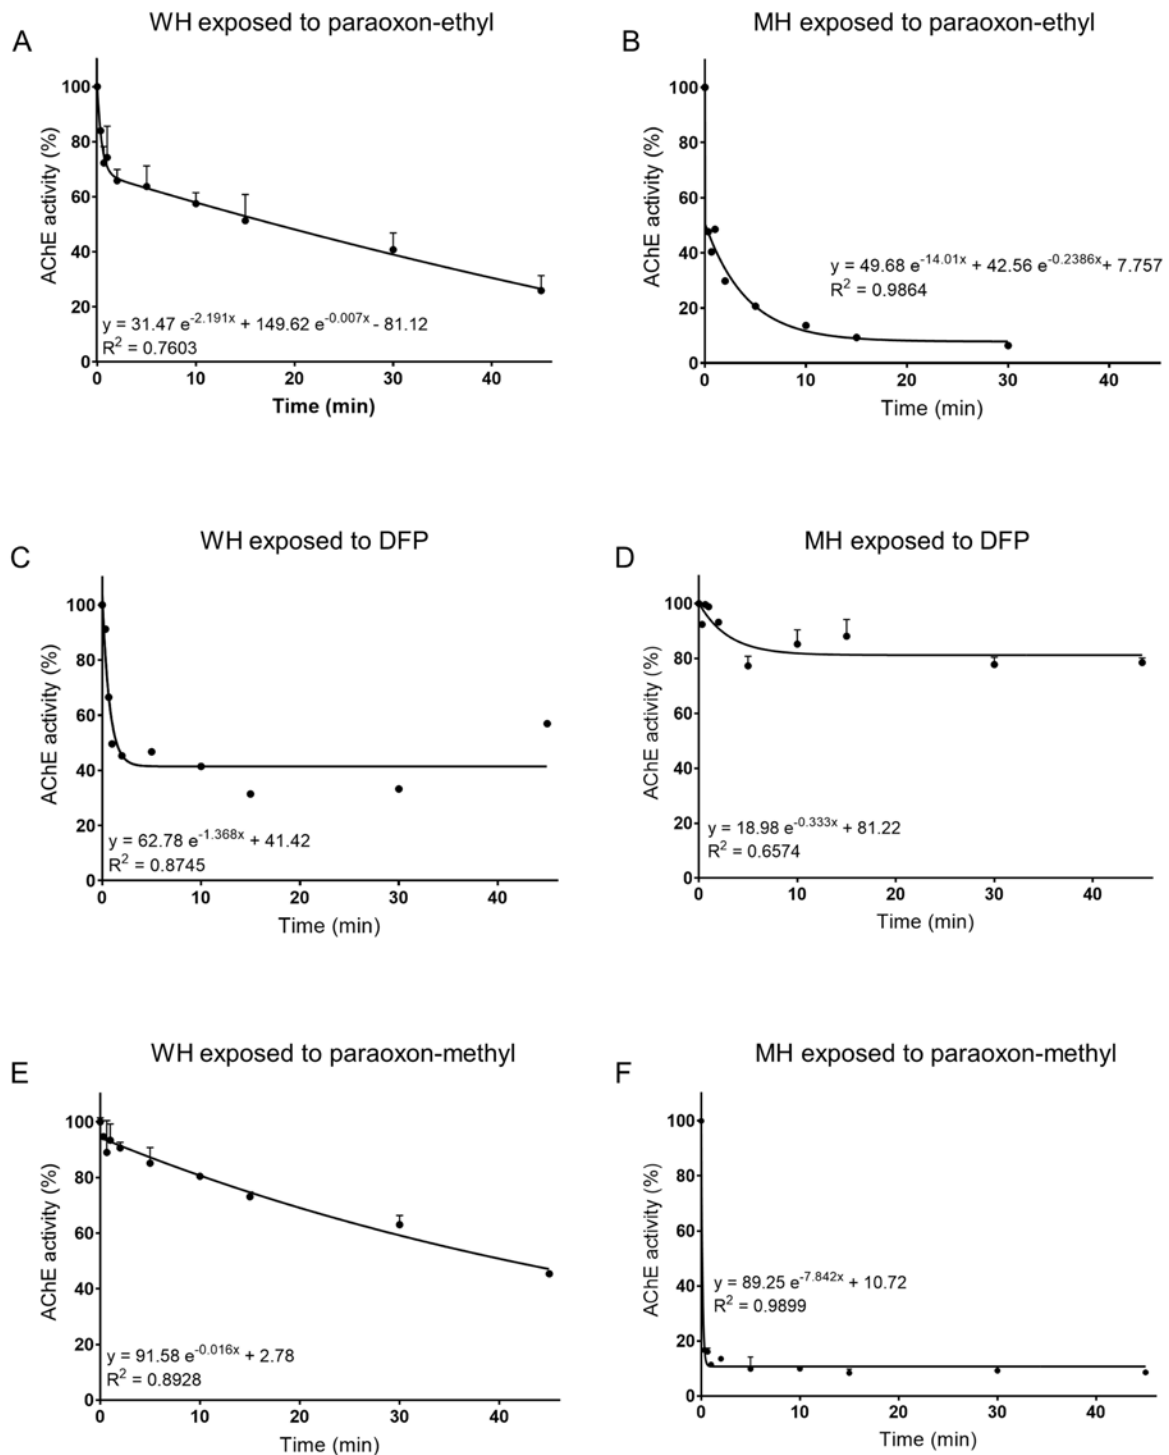 A
WH exposed to paraoxon-ethyl
AChE activity (%)
100
80
60
40
20
0
y = 31.47 e^-2.191x + 149.62 e^-0.007x - 81.12
R^2 = 0.7603
0 10 20 30 40
Time (min)
B
MH exposed to paraoxon-ethyl
AChE activity (%)
100
80
60
40
20
0
y = 49.68 e^-14.01x + 42.56 e^-0.2386x + 7.757
R^2 = 0.9864
0 10 20 30 40
Time (min)
C
WH exposed to DFP
AChE activity (%)
100
80
60
40
20
0
y = 62.78 e^-1.368x + 41.42
R^2 = 0.8745
0 20 40
Time (min)
D
MH exposed to DFP
AChE activity (%)
100
80
60
40
20
0
y = 18.98 e^-0.333x + 81.22
R^2 = 0.6574
0 10 20 30 40
Time (min)
E
WH exposed to paraoxon-methyl
AChE activity (%)
100
80
60
40
20
0
y = 91.58 e^-0.016x + 2.78
R^2 = 0.8928
0 10 20 30 40
Time (min)
F
MH exposed to paraoxon-methyl
AChE activity (%)
100
80
60
40
20
0
y = 89.25 e^-7.842x + 10.72
R^2 = 0.9899
0 10 20 30 40
Time (min)